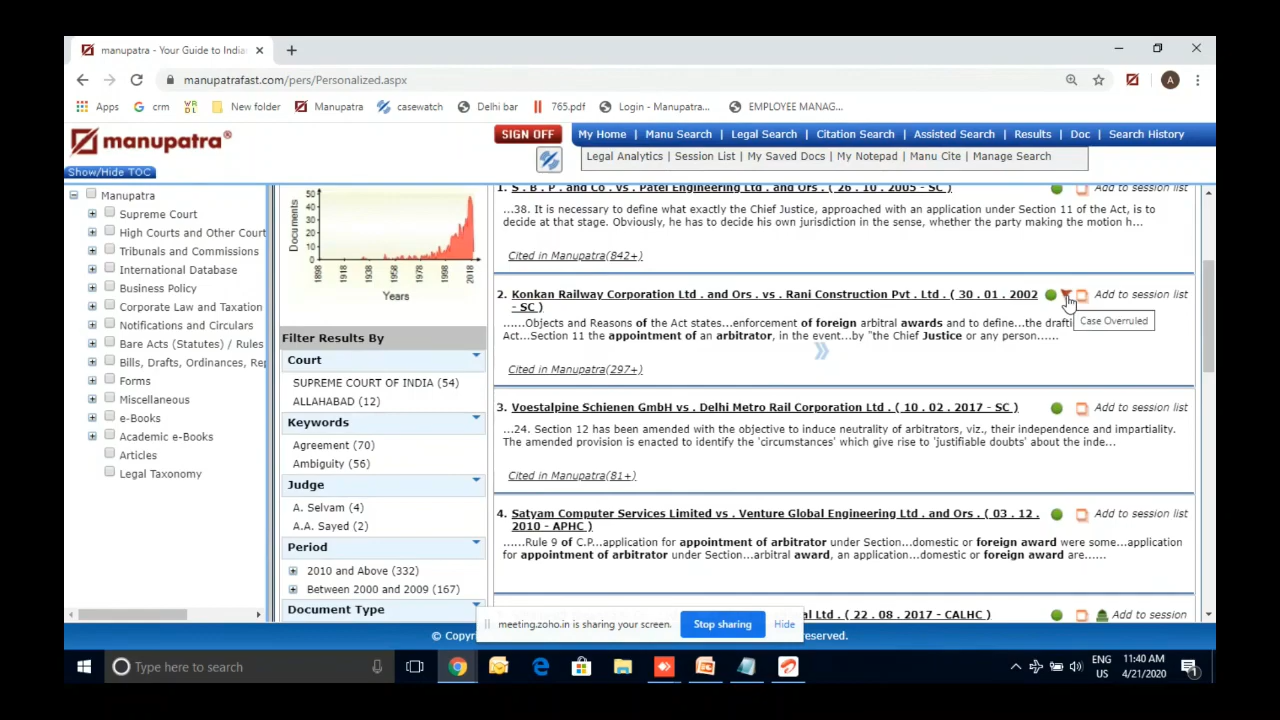 manupatra - Your Guide to India
manupatrafast.com/pers/Personalized.aspx
Apps
crm
New folder
Manupatra
casewatch
Delhi bar
765.pdf
Login - Manupatra...
EMPLOYEE MANAG...
manupatra®
SIGN OFF
My Home | Manu Search | Legal Search | Citation Search | Assisted Search | Results | Doc | Search History
Legal Analytics | Session List | My Saved Docs | My Notepad | Manu Cite | Manage Search
Show/Hide TOC
Manupatra
Supreme Court
High Courts and Other Court
Tribunals and Commissions
International Database
Business Policy
Corporate Law and Taxation
Notifications and Circulars
Bare Acts (Statutes) / Rules
Bills, Drafts, Ordinances, Rep
Forms
Miscellaneous
e-Books
Academic e-Books
Articles
Legal Taxonomy
50
40
30
20
10
0
Documents
1898
1918
1938
1958
1978
1998
2018
Years
Filter Results By
Court
SUPREME COURT OF INDIA (54)
ALLAHABAD (12)
Keywords
Agreement (70)
Ambiguity (56)
Judge
A. Selvam (4)
A.A. Sayed (2)
Period
2010 and Above (332)
Between 2000 and 2009 (167)
Document Type
1. S . B . P . and Co . vs . Patel Engineering Ltd . and Ors . ( 26 . 10 . 2005 - SC )
Add to session list
...38. It is necessary to define what exactly the Chief Justice, approached with an application under Section 11 of the Act, is to
decide at that stage. Obviously, he has to decide his own jurisdiction in the sense, whether the party making the motion h...
Cited in Manupatra(842+)
2. Konkan Railway Corporation Ltd . and Ors . vs . Rani Construction Pvt . Ltd . ( 30 . 01 . 2002
- SC )
Add to session list
Case Overruled
......Objects and Reasons of the Act states...enforcement of foreign arbitral awards and to define...the drafti
Act...Section 11 the appointment of an arbitrator, in the event...by "the Chief Justice or any person......
Cited in Manupatra(297+)
3. Voestalpine Schienen GmbH vs . Delhi Metro Rail Corporation Ltd . ( 10 . 02 . 2017 - SC )
Add to session list
...24. Section 12 has been amended with the objective to induce neutrality of arbitrators, viz., their independence and impartiality.
The amended provision is enacted to identify the 'circumstances' which give rise to 'justifiable doubts' about the inde...
Cited in Manupatra(81+)
4. Satyam Computer Services Limited vs . Venture Global Engineering Ltd . and Ors . ( 03 . 12 .
2010 - APHC )
Add to session list
......Rule 9 of C.P...application for appointment of arbitrator under Section...domestic or foreign award were some...application
for appointment of arbitrator under Section...arbitral award, an application...domestic or foreign award are......
al Ltd . ( 22 . 08 . 2017 - CALHC )
Add to session
meeting.zoho.in is sharing your screen.
Stop sharing
Hide
© Copyr
reserved.
Type here to search
ENG
US
11:40 AM
4/21/2020
1